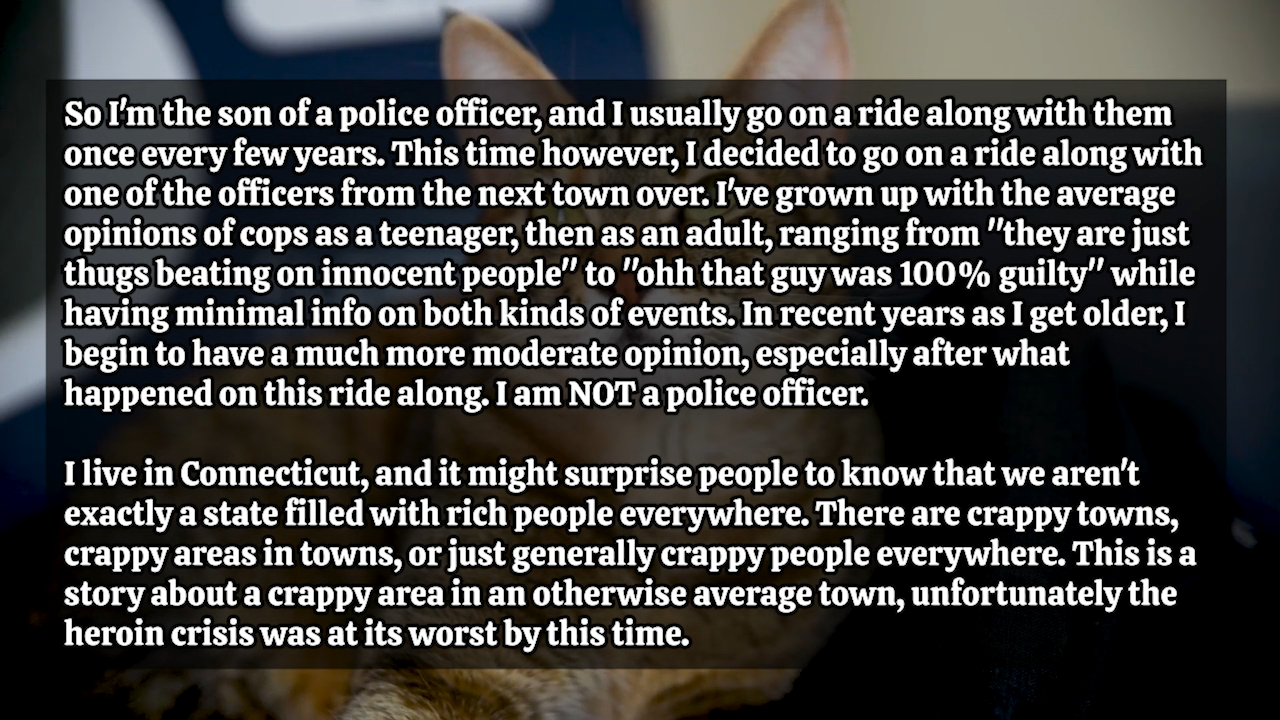 So I'm the son of a police officer, and I usually go on a ride along with them
once every few years. This time however, I decided to go on a ride along with
one of the officers from the next town over. I've grown up with the average
opinions of cops as a teenager, then as an adult, ranging from "they are just
thugs beating on innocent people" to "ohh that guy was 100% guilty" while
having minimal info on both kinds of events. In recent years as I get older, I
begin to have a much more moderate opinion, especially after what
happened on this ride along. I am NOT a police officer.
I live in Connecticut, and it might surprise people to know that we aren't
exactly a state filled with rich people everywhere. There are crappy towns,
crappy areas in towns, or just generally crappy people everywhere. This is a
story about a crappy area in an otherwise average town, unfortunately the
heroin crisis was at its worst by this time.